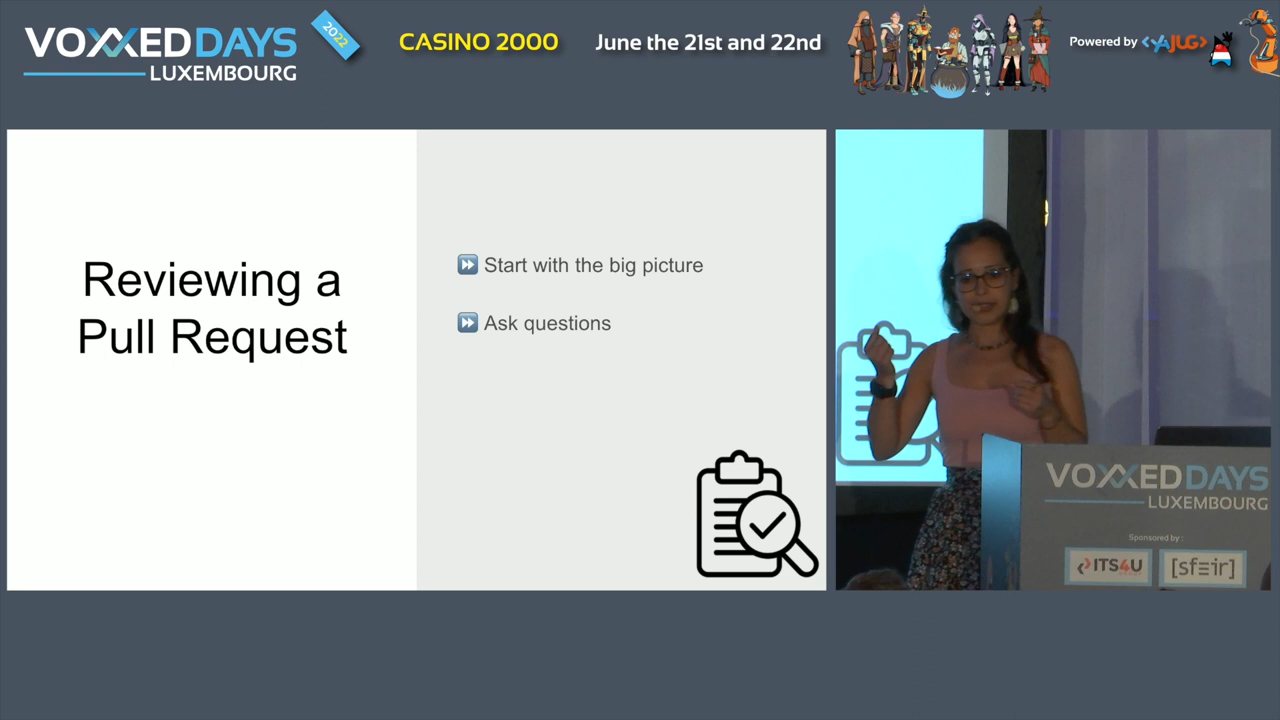 VOXXED DAYS
LUXEMBOURG
2022
CASINO 2000
June the 21st and 22nd
Powered by <YAJUG>
Reviewing a
Pull Request
Start with the big picture
Ask questions
VOXXED DAYS
LUXEMBOURG
Sponsored by :
ITS4U
[sfeir]